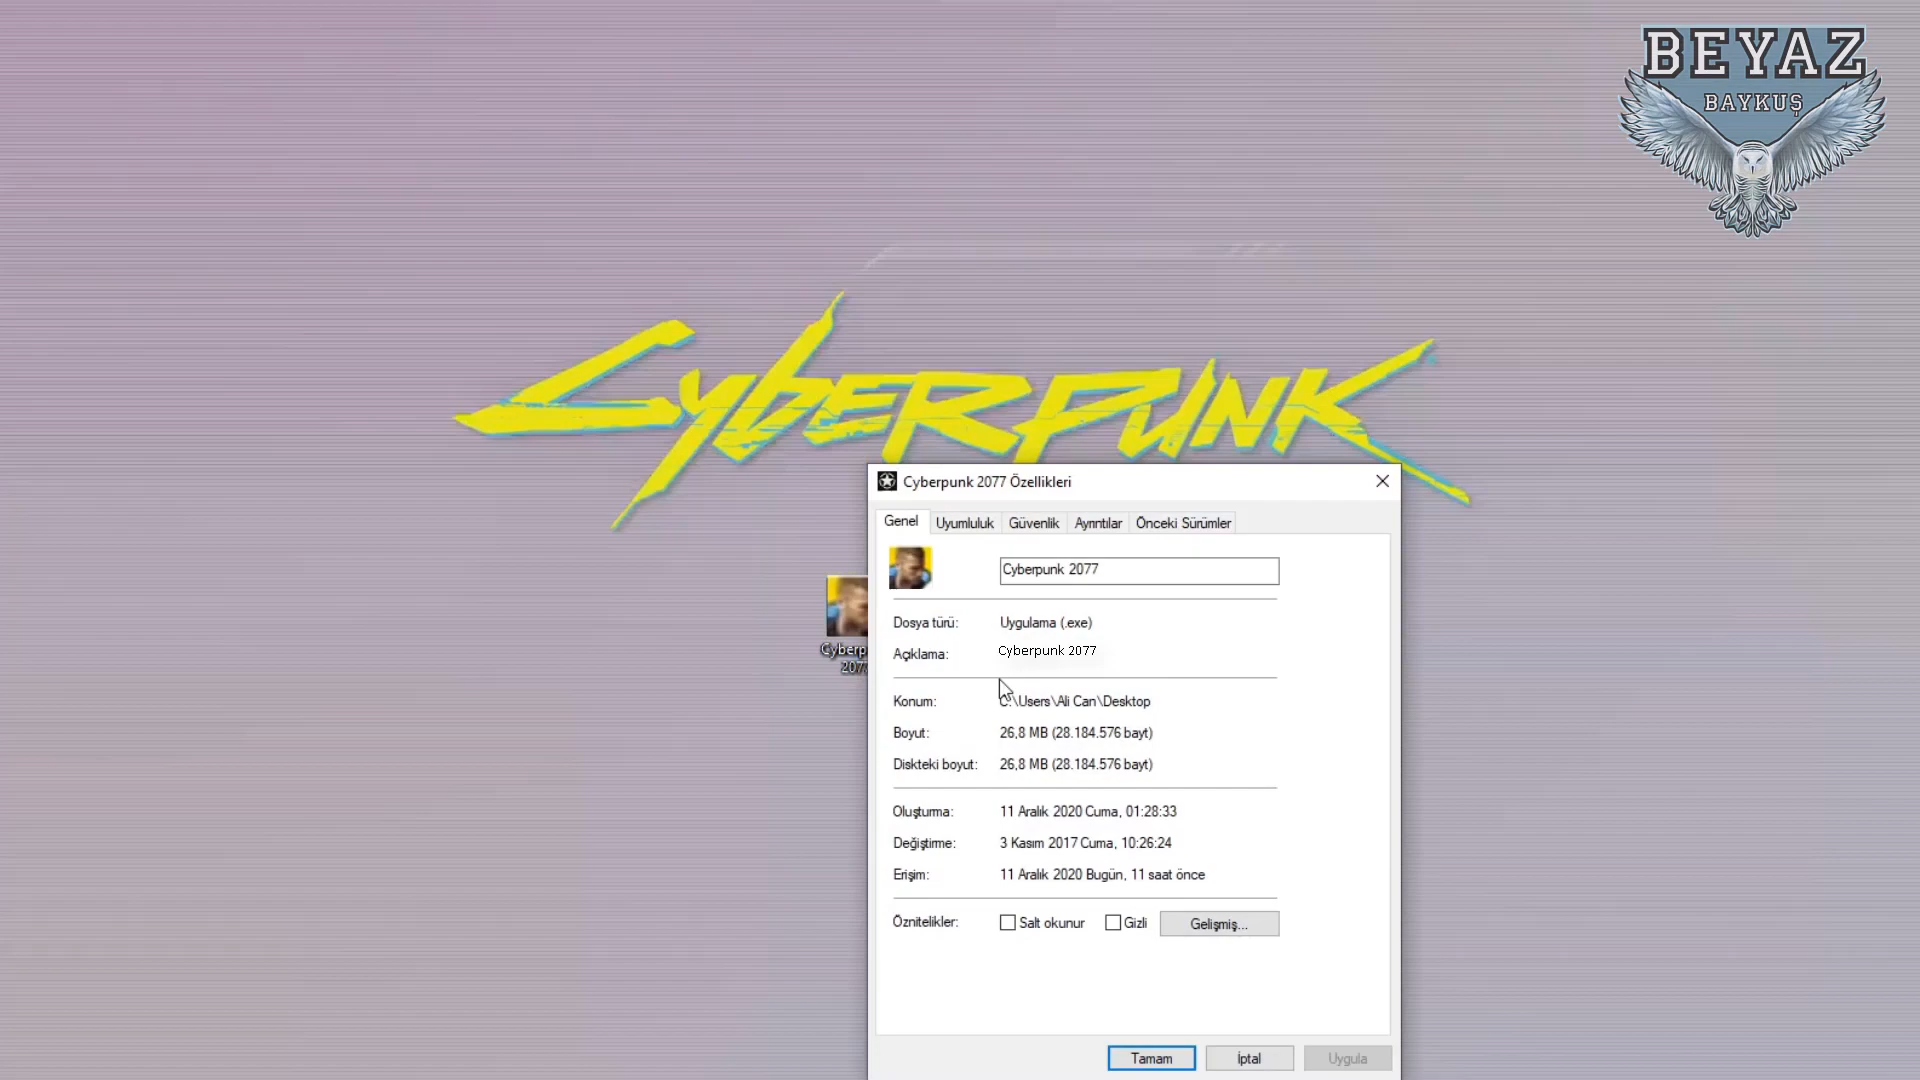 BEYAZ
BAYKUŞ
Cyberpunk
Cyberpunk 2077 Özellikleri
Genel Uyumluluk Güvenlik Ayrıntılar Önceki Sürümler
Cyberpunk 2077
Dosya türü: Uygulama (.exe)
Açıklama: Cyberpunk 2077
Konum: C:\Users\Ali Can\Desktop
Boyut: 26,8 MB (28.184.576 bayt)
Diskteki boyut: 26,8 MB (28.184.576 bayt)
Oluşturma: 11 Aralık 2020 Cuma, 01:28:33
Değiştirme: 3 Kasım 2017 Cuma, 10:26:24
Erişim: 11 Aralık 2020 Bugün, 11 saat önce
Öznitelikler: Salt okunur Gizli Gelişmiş...
Tamam İptal Uygula